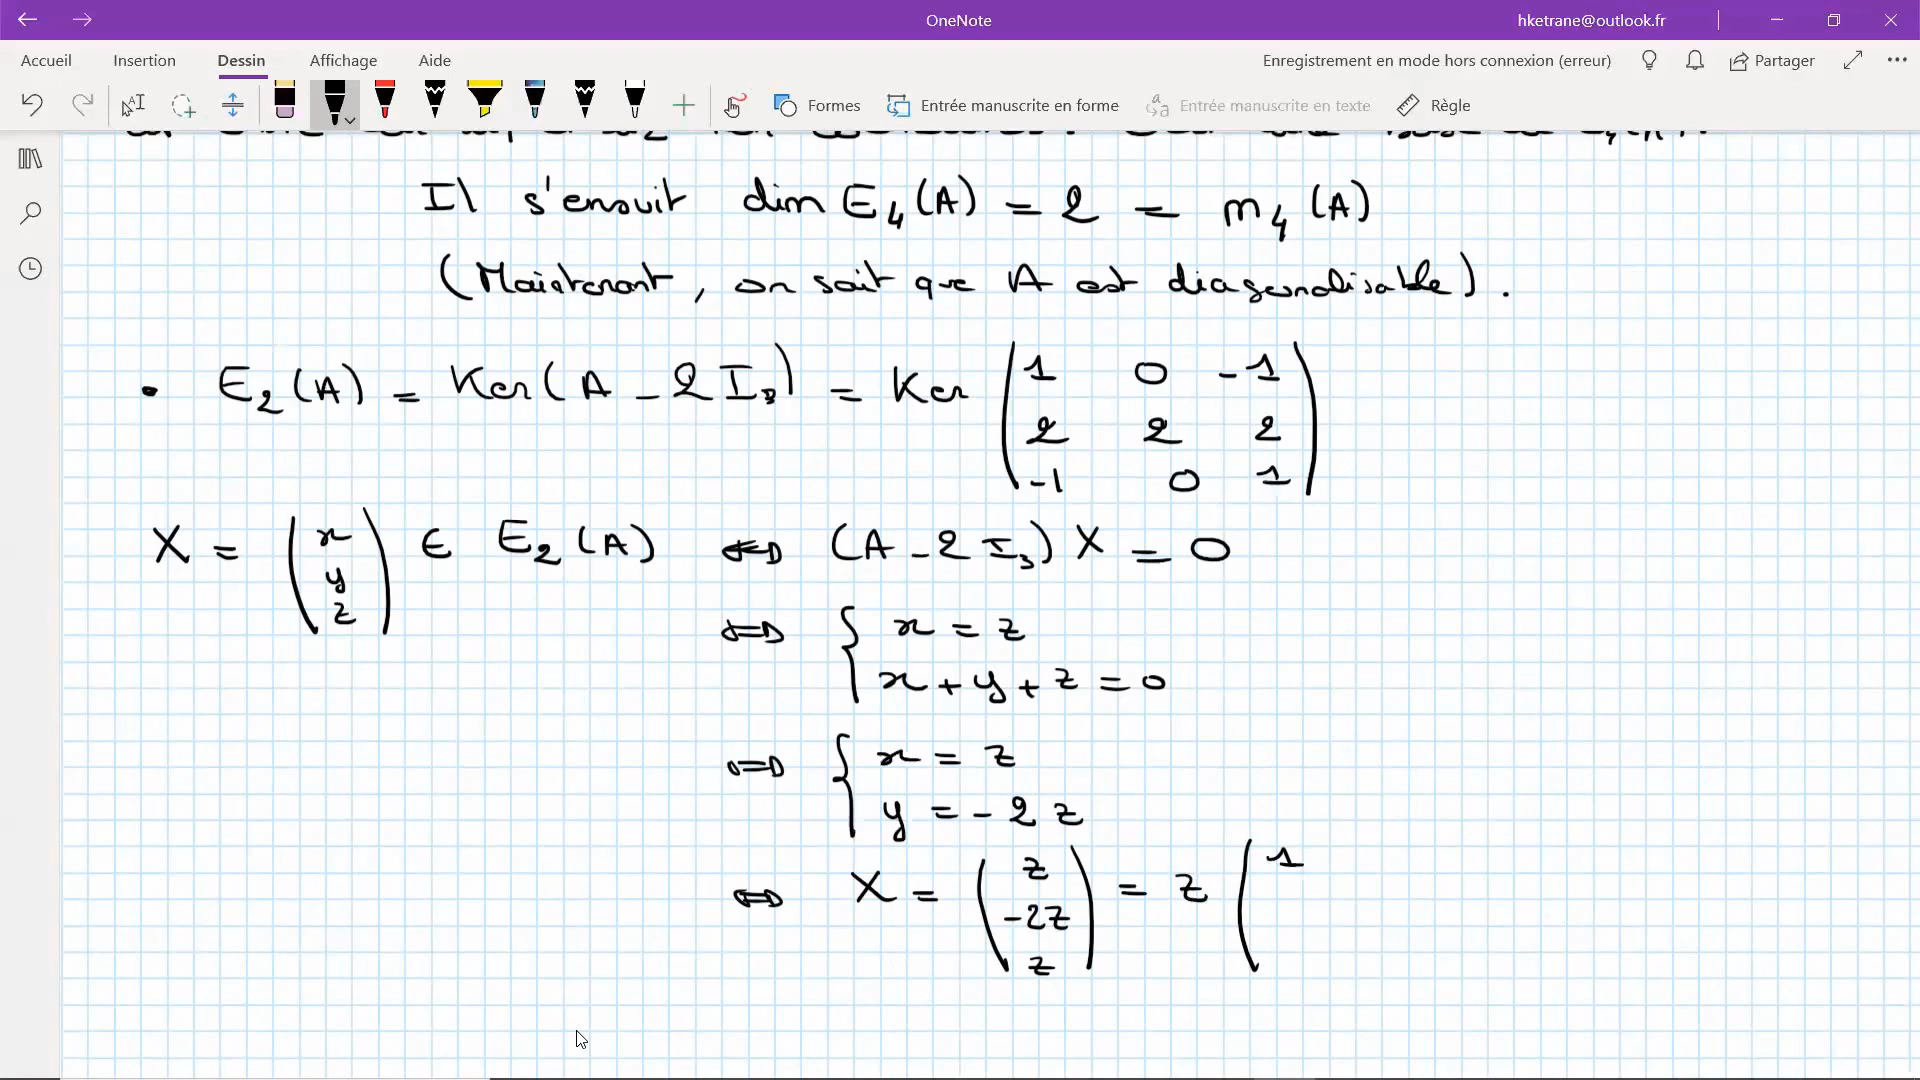 OneNote
hketrane@outlook.fr
Accueil Insertion Dessin Affichage Aide
Enregistrement en mode hors connexion (erreur) Partager
Formes Entrée manuscrite en forme Entrée manuscrite en texte Règle
Il s'ensuit dim E₄(A) = 2 = m₄(A)
(Maintenant, on sait que A est diagonalisable).
• E₂(A) = Ker(A - 2I₃) = Ker
( 1 0 -1
2 2 2
-1 0 1 )
X = ( x y z ) ∈ E₂(A) ⟺ (A - 2I₃) X = 0
⟺ { x = z
x + y + z = 0
⟺ { x = z
y = -2z
⟺ X = ( z -2z z ) = z ( 1